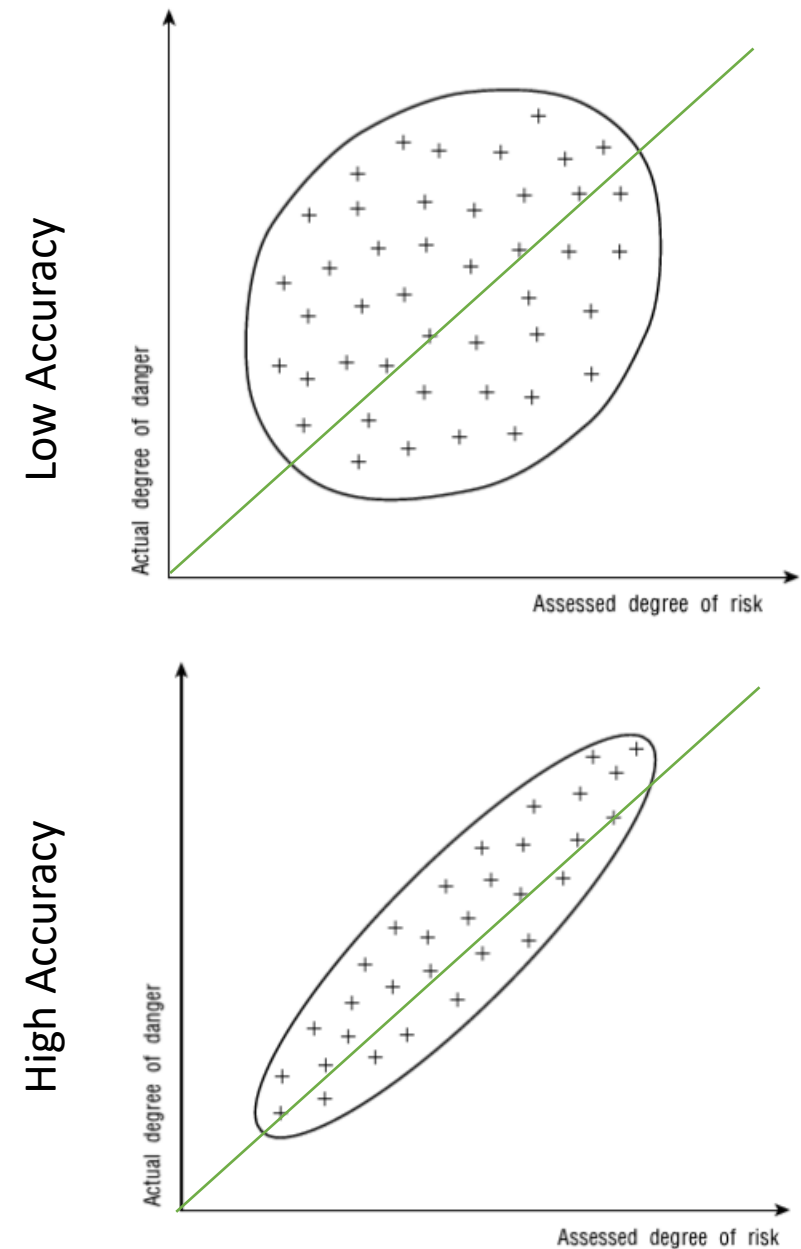 Low Accuracy
Actual degree of danger
Assessed degree of risk
High Accuracy
Actual degree of danger
Assessed degree of risk